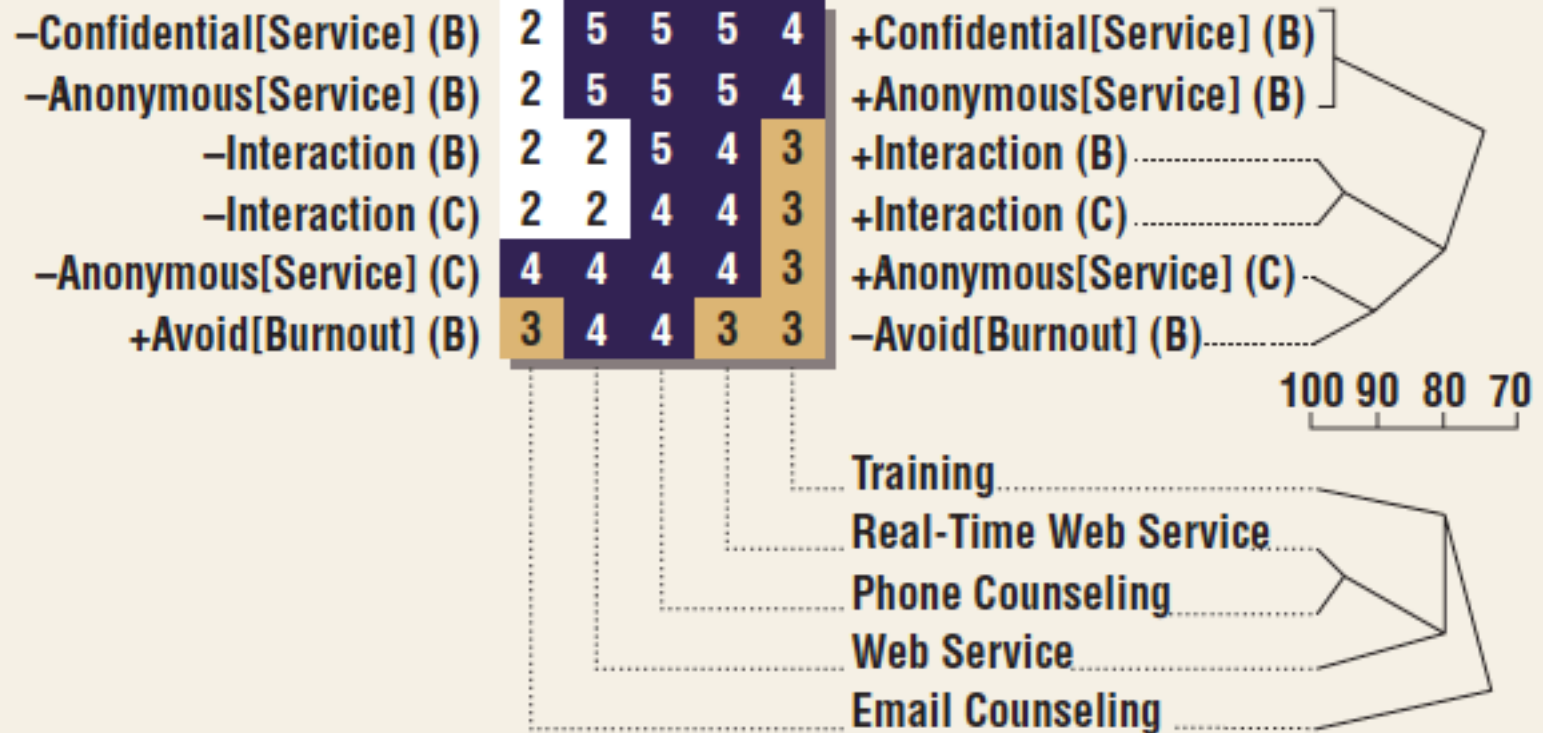 –Confidential[Service] (B) 2 5 5 5 4 +Confidential[Service] (B)
–Anonymous[Service] (B) 2 5 5 5 4 +Anonymous[Service] (B)
–Interaction (B) 2 2 5 4 3 +Interaction (B)
–Interaction (C) 2 2 4 4 3 +Interaction (C)
–Anonymous[Service] (C) 4 4 4 4 3 +Anonymous[Service] (C)
+Avoid[Burnout] (B) 3 4 4 3 3 –Avoid[Burnout] (B)
100 90 80 70
Training
Real-Time Web Service
Phone Counseling
Web Service
Email Counseling